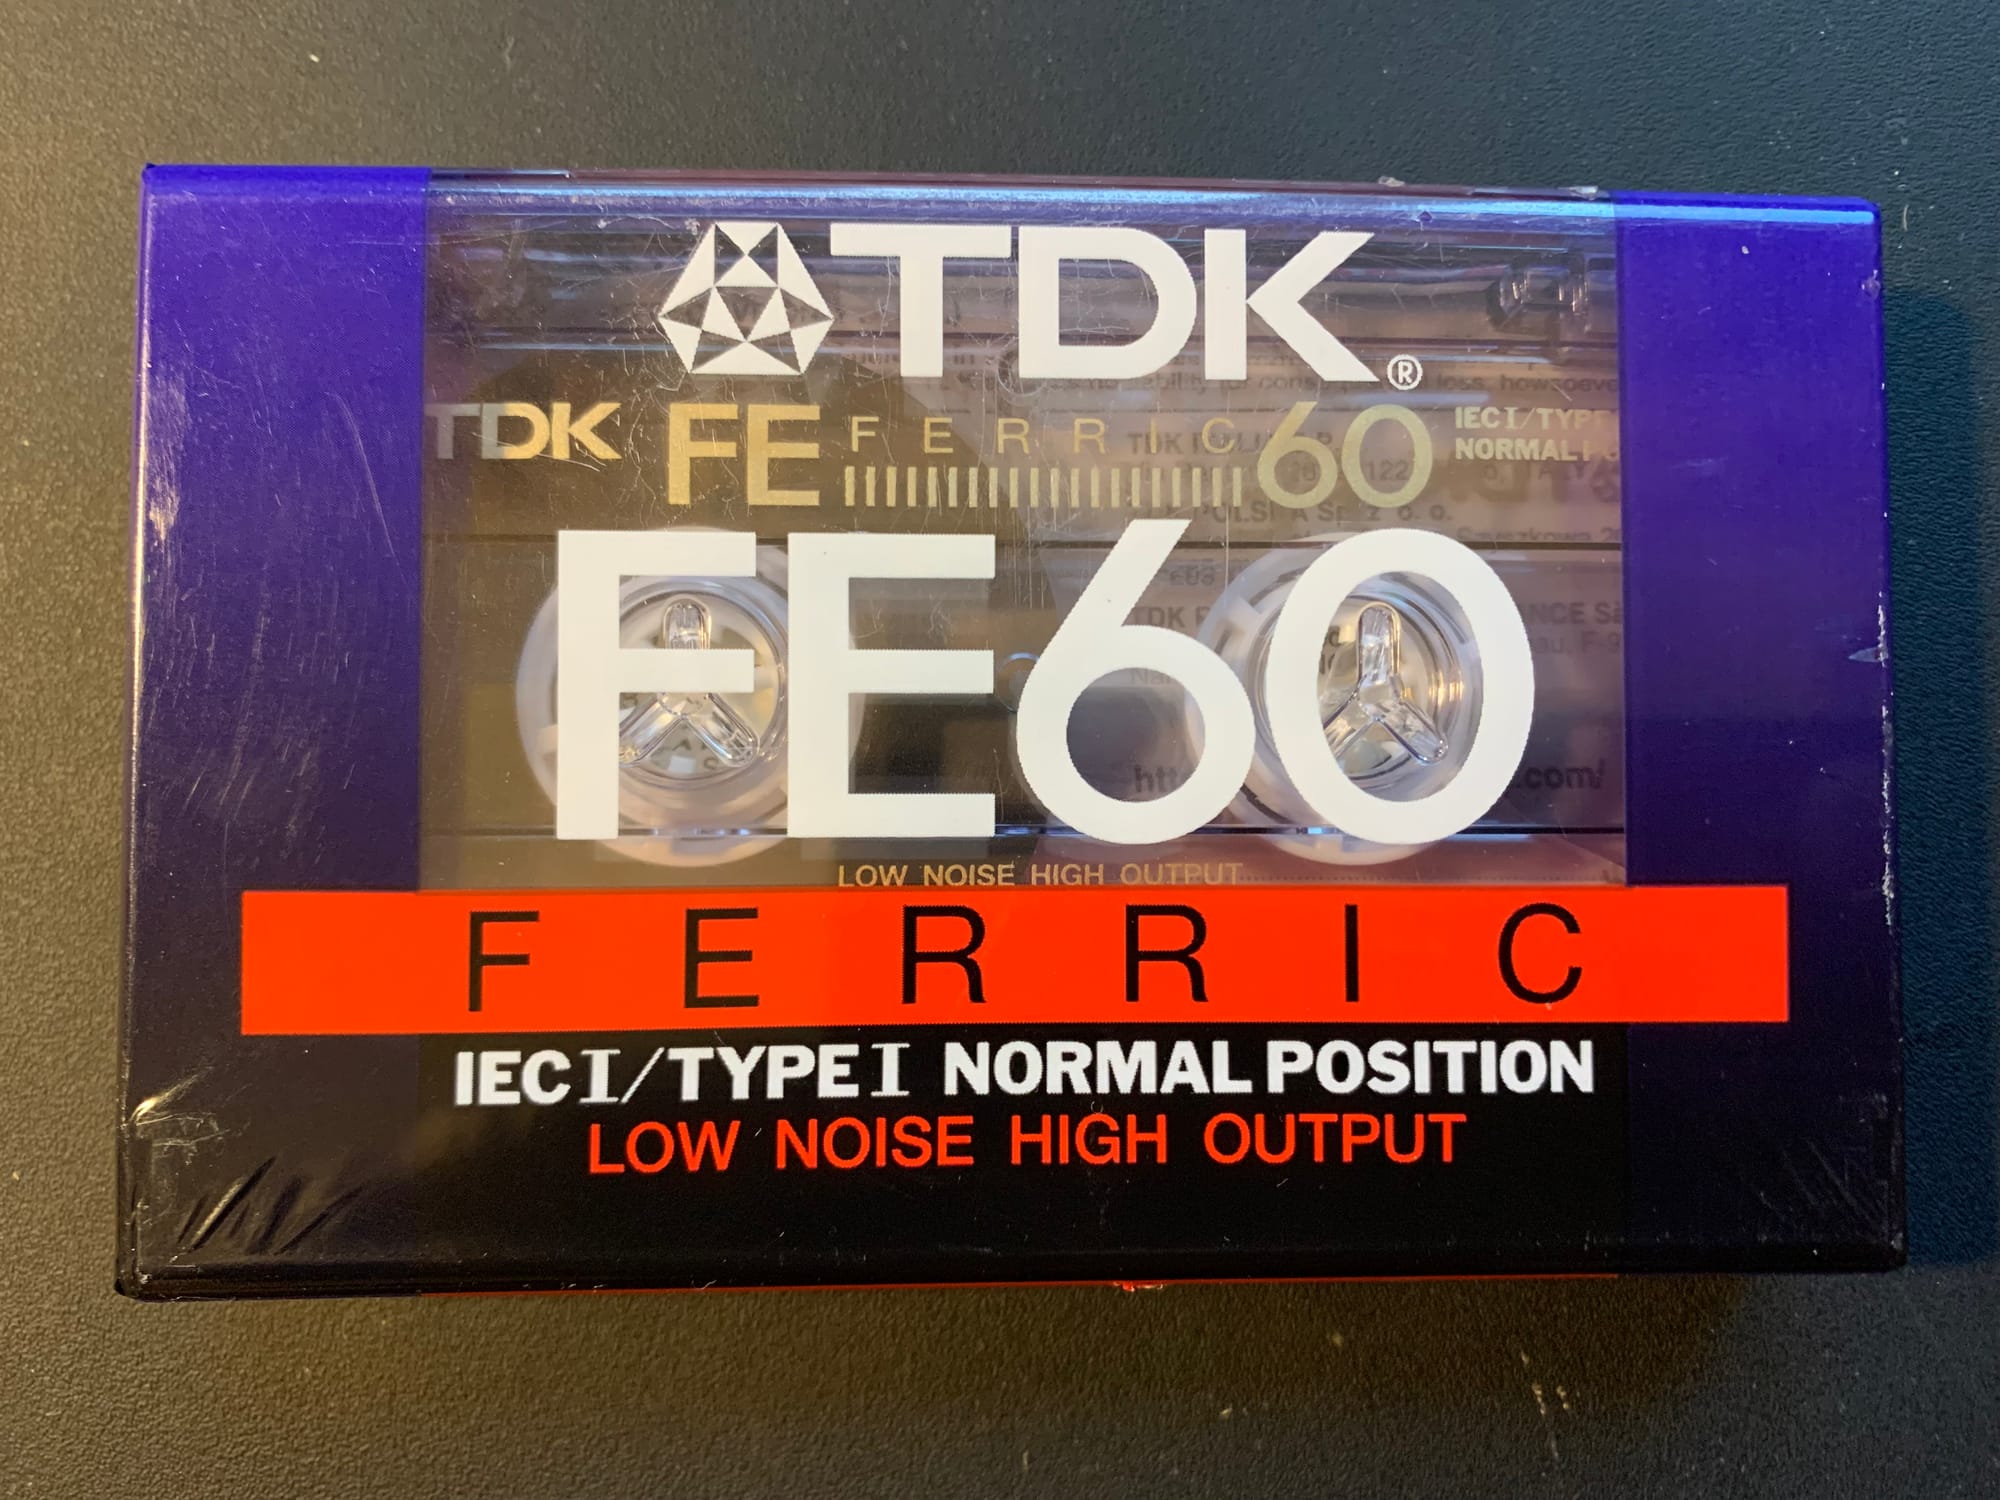 TDK®
TDK FE FERRIC 60 IEC I/TYPE
NORMAL
FE60
LOW NOISE HIGH OUTPUT
FERRIC
IEC I/TYPE I NORMAL POSITION
LOW NOISE HIGH OUTPUT